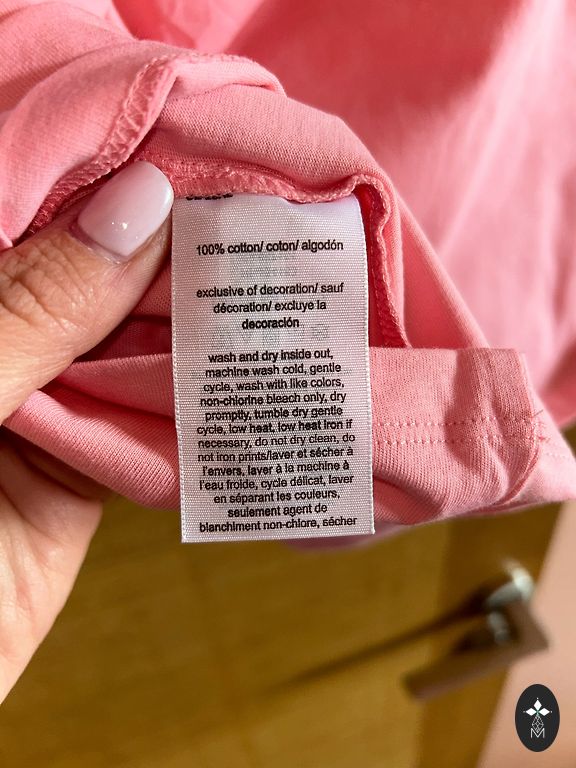 100% cotton/ coton/ algodón
exclusive of decoration/ sauf
décoration/ excluye la
decoración
wash and dry inside out,
machine wash cold, gentle
cycle, wash with like colors,
non-chlorine bleach only, dry
promptly, tumble dry gentle
cycle, low heat, low heat iron if
necessary, do not dry clean, do
not iron prints/laver et sécher à
l'envers, laver à la machine à
l'eau froide, cycle délicat, laver
en séparant les couleurs,
seulement agent de
blanchiment non-chlore, sécher
M